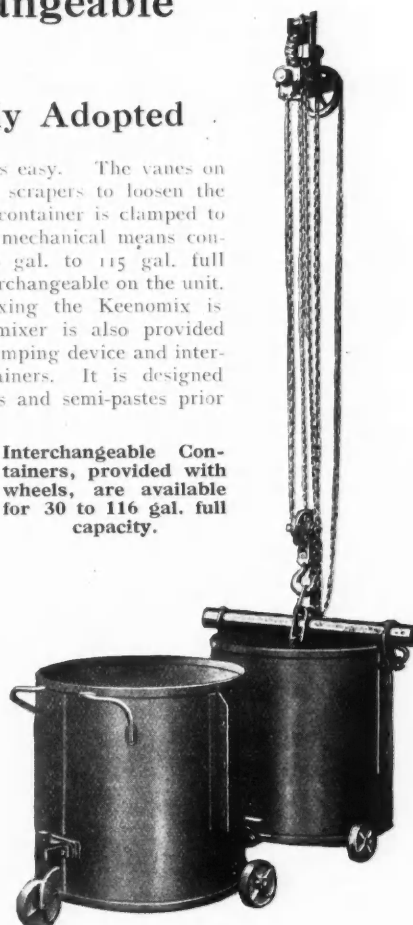 angeable
y Adopted
s easy. The vanes on
scrapers to loosen the
container is clamped to
mechanical means con-
gal. to 115 gal. full
rchangeable on the unit.
xing the Keenomix is
mixer is also provided
mping device and inter-
ainers. It is designed
s and semi-pastes prior
Interchangeable Con-
tainers, provided with
wheels, are available
for 30 to 116 gal. full
capacity.